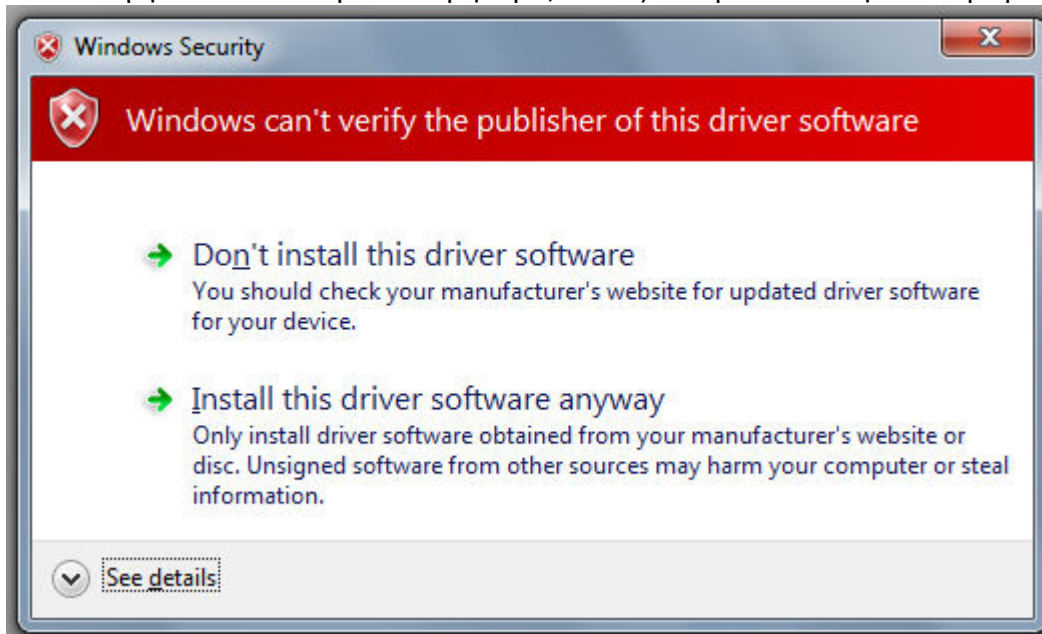 Windows Security
Windows can't verify the publisher of this driver software
Don't install this driver software
You should check your manufacturer's website for updated driver software
for your device.
Install this driver software anyway
Only install driver software obtained from your manufacturer's website or
disc. Unsigned software from other sources may harm your computer or steal
information.
See details